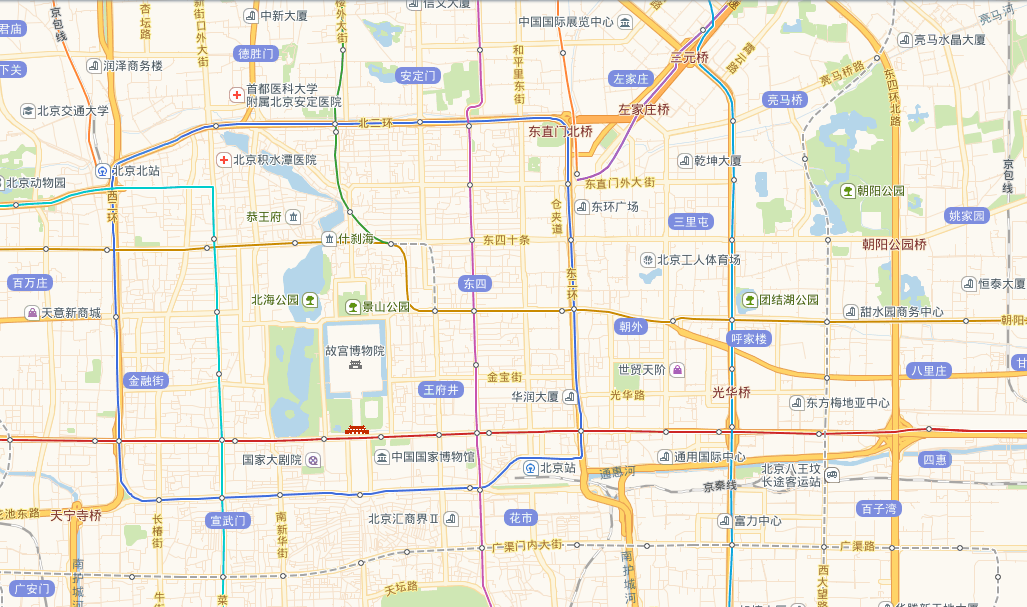 信义大厦
中新大厦
杏坛路
新街口外大街
京包线
君庙
下关
润泽商务楼
德胜门
安定门
和平里东街
中国国际展览中心
三元桥
霞光里
左家庄
左家庄桥
亮马河
亮马水晶大厦
亮马桥路
东四环北路
亮马桥
首都医科大学
附属北京安定医院
北京交通大学
北二环
东直门北桥
北京积水潭医院
乾坤大厦
京包线
北京北站
北京动物园
西二环
东直门外大街
仓夹道
东环广场
朝阳公园
姚家园
三里屯
恭王府
什刹海
东四十条
朝阳公园桥
北京工人体育场
东二环
百万庄
东四
恒泰大厦
北海公园
景山公园
团结湖公园
天意新商城
甜水园商务中心
朝外
呼家楼
故宫博物院
世贸天阶
八里庄
金融街
金宝街
王府井
华润大厦
光华路
光华桥
东方梅地亚中心
国家大剧院
中国国家博物馆
通用国际中心
四惠
北京站
通惠河
北京八王坟
长途客运站
京秦线
百子湾
天宁寺桥
宣武门
长椿街
南新华街
北京汇商界Ⅱ
花市
富力中心
广渠门内大街
广渠路
南护城河
南护城河
广安门
天坛路
西大望路